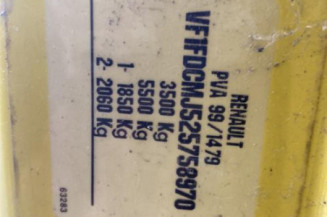 RENAULT
PVA 99/1479
VF1FDCMJ525758970
3500 Kg
5500 Kg
1- 1850 Kg
2- 2060 Kg
63283